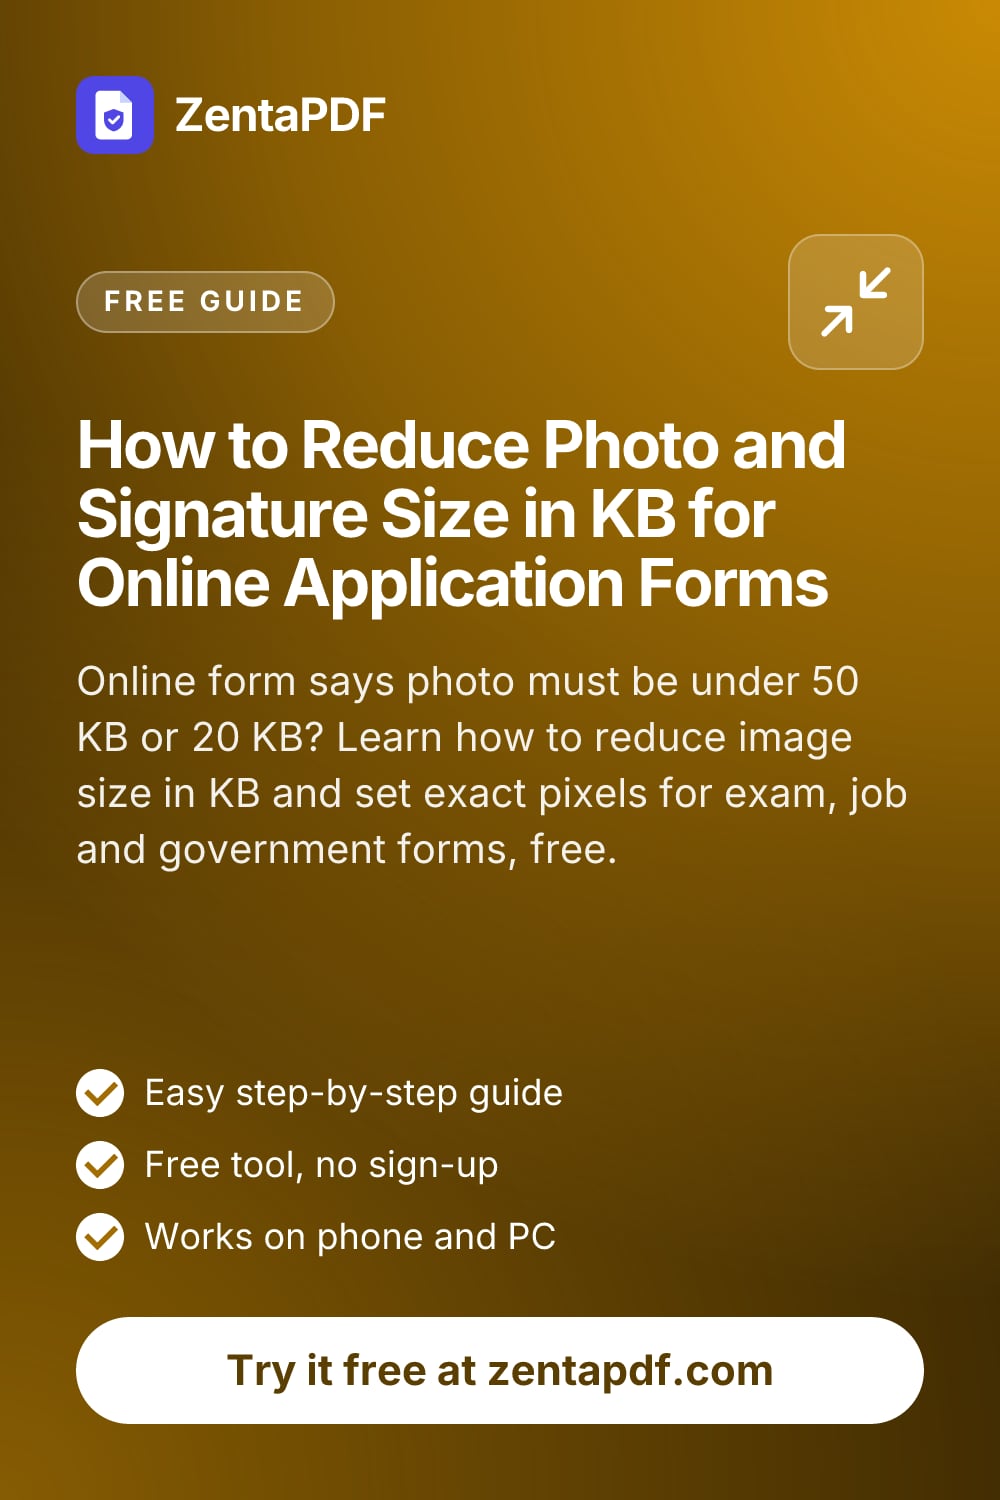 ZentaPDF
FREE GUIDE
How to Reduce Photo and
Signature Size in KB for
Online Application Forms
Online form says photo must be under 50
KB or 20 KB? Learn how to reduce image
size in KB and set exact pixels for exam, job
and government forms, free.
Easy step-by-step guide
Free tool, no sign-up
Works on phone and PC
Try it free at zentapdf.com